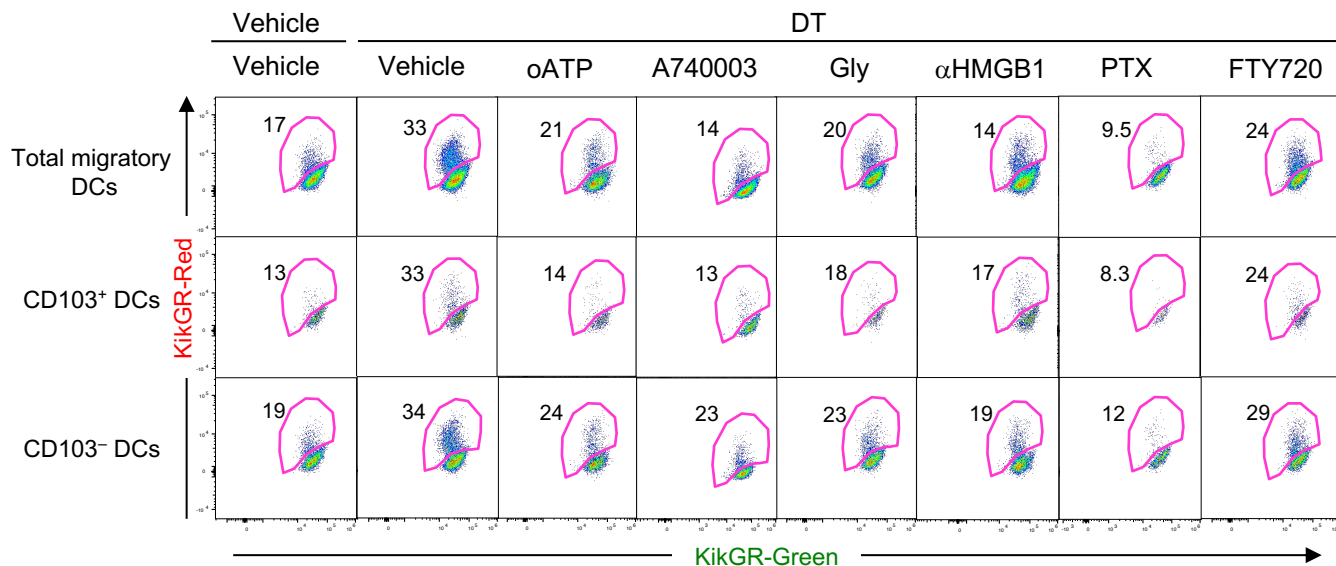 Vehicle DT
Vehicle Vehicle oATP A740003 Gly αHMGB1 PTX FTY720
Total migratory DCs 17 33 21 14 20 14 9.5 24
KikGR-Red
CD103⁺ DCs 13 33 14 13 18 17 8.3 24
CD103⁻ DCs 19 34 24 23 23 19 12 29
KikGR-Green